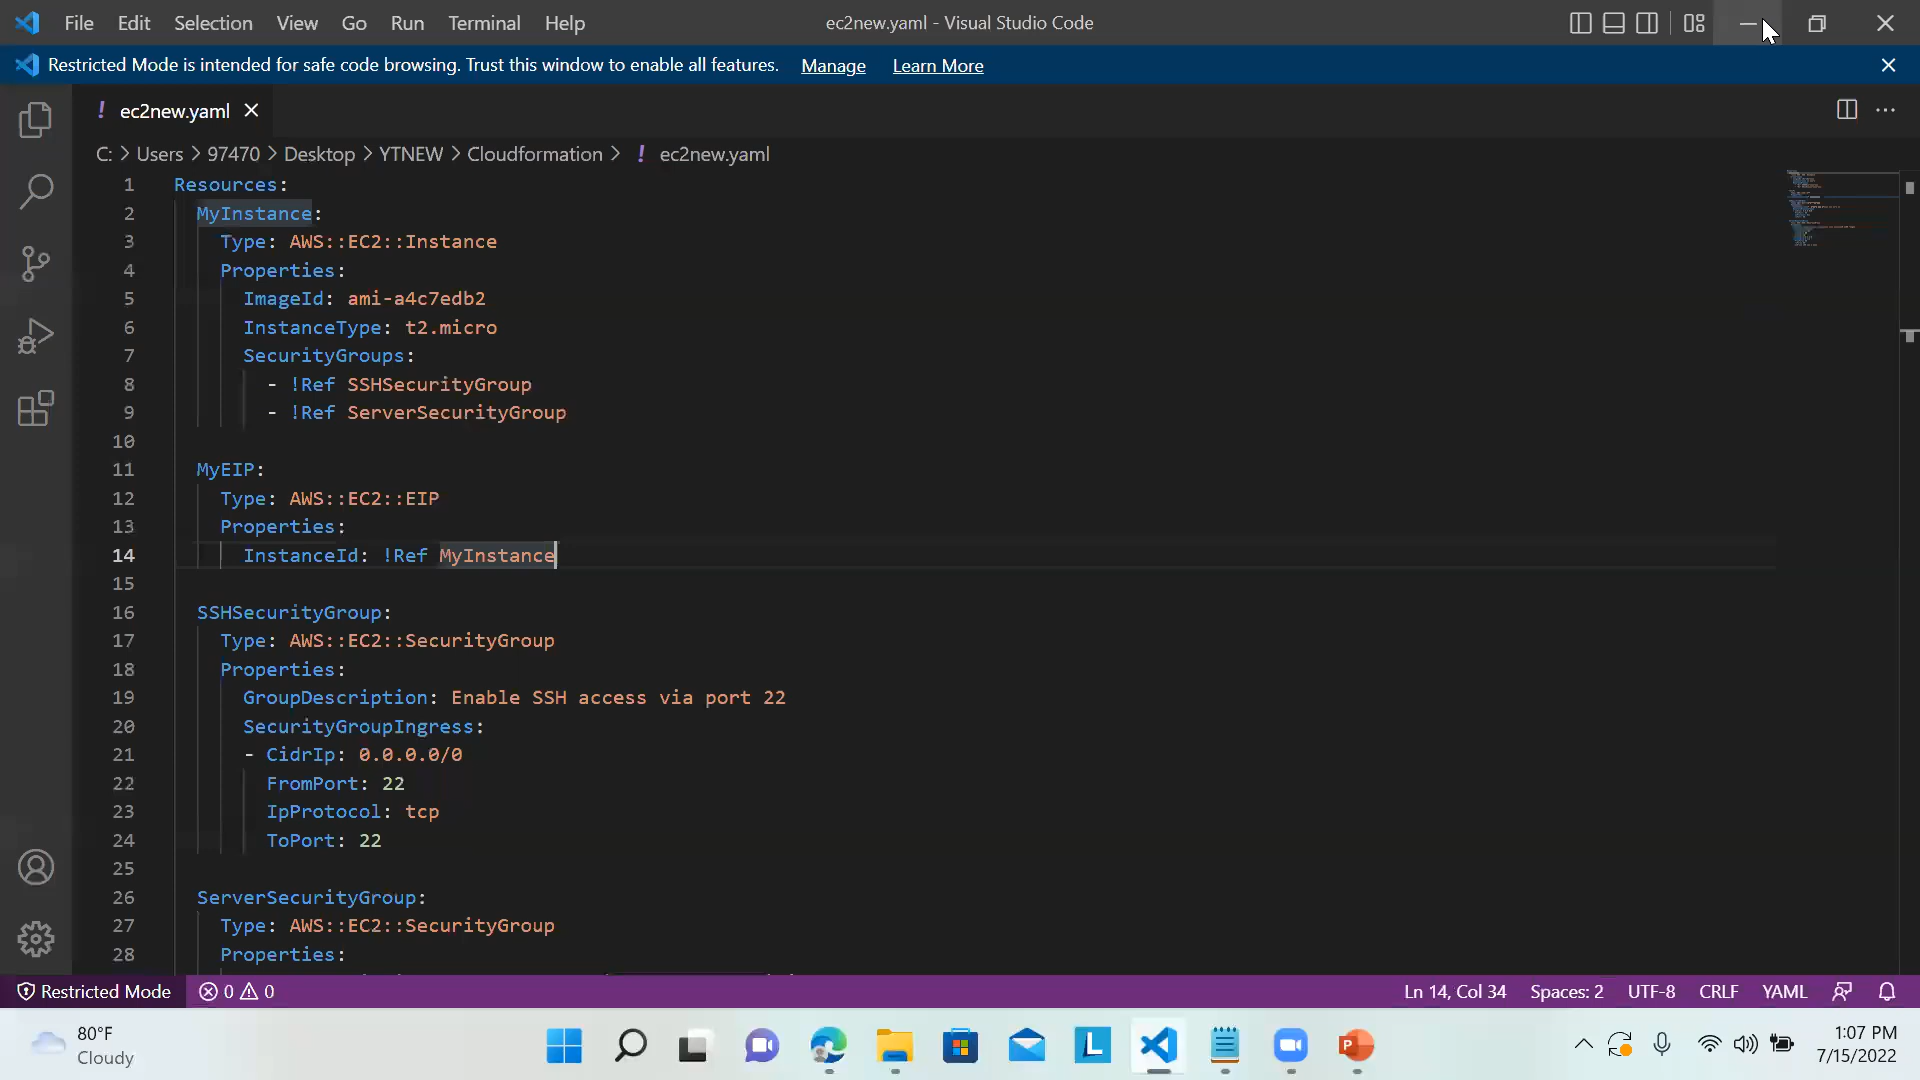 File Edit Selection View Go Run Terminal Help ec2new.yaml - Visual Studio Code
Restricted Mode is intended for safe code browsing. Trust this window to enable all features. Manage Learn More
! ec2new.yaml
C: > Users > 97470 > Desktop > YTNEW > Cloudformation > ! ec2new.yaml
1 Resources:
2 MyInstance:
3 Type: AWS::EC2::Instance
4 Properties:
5 ImageId: ami-a4c7edb2
6 InstanceType: t2.micro
7 SecurityGroups:
8 - !Ref SSHSecurityGroup
9 - !Ref ServerSecurityGroup
10
11 MyEIP:
12 Type: AWS::EC2::EIP
13 Properties:
14 InstanceId: !Ref MyInstance
15
16 SSHSecurityGroup:
17 Type: AWS::EC2::SecurityGroup
18 Properties:
19 GroupDescription: Enable SSH access via port 22
20 SecurityGroupIngress:
21 - CidrIp: 0.0.0.0/0
22 FromPort: 22
23 IpProtocol: tcp
24 ToPort: 22
25
26 ServerSecurityGroup:
27 Type: AWS::EC2::SecurityGroup
28 Properties:
Restricted Mode 0 0 Ln 14, Col 34 Spaces: 2 UTF-8 CRLF YAML
80°F
Cloudy
L
P
1:07 PM
7/15/2022